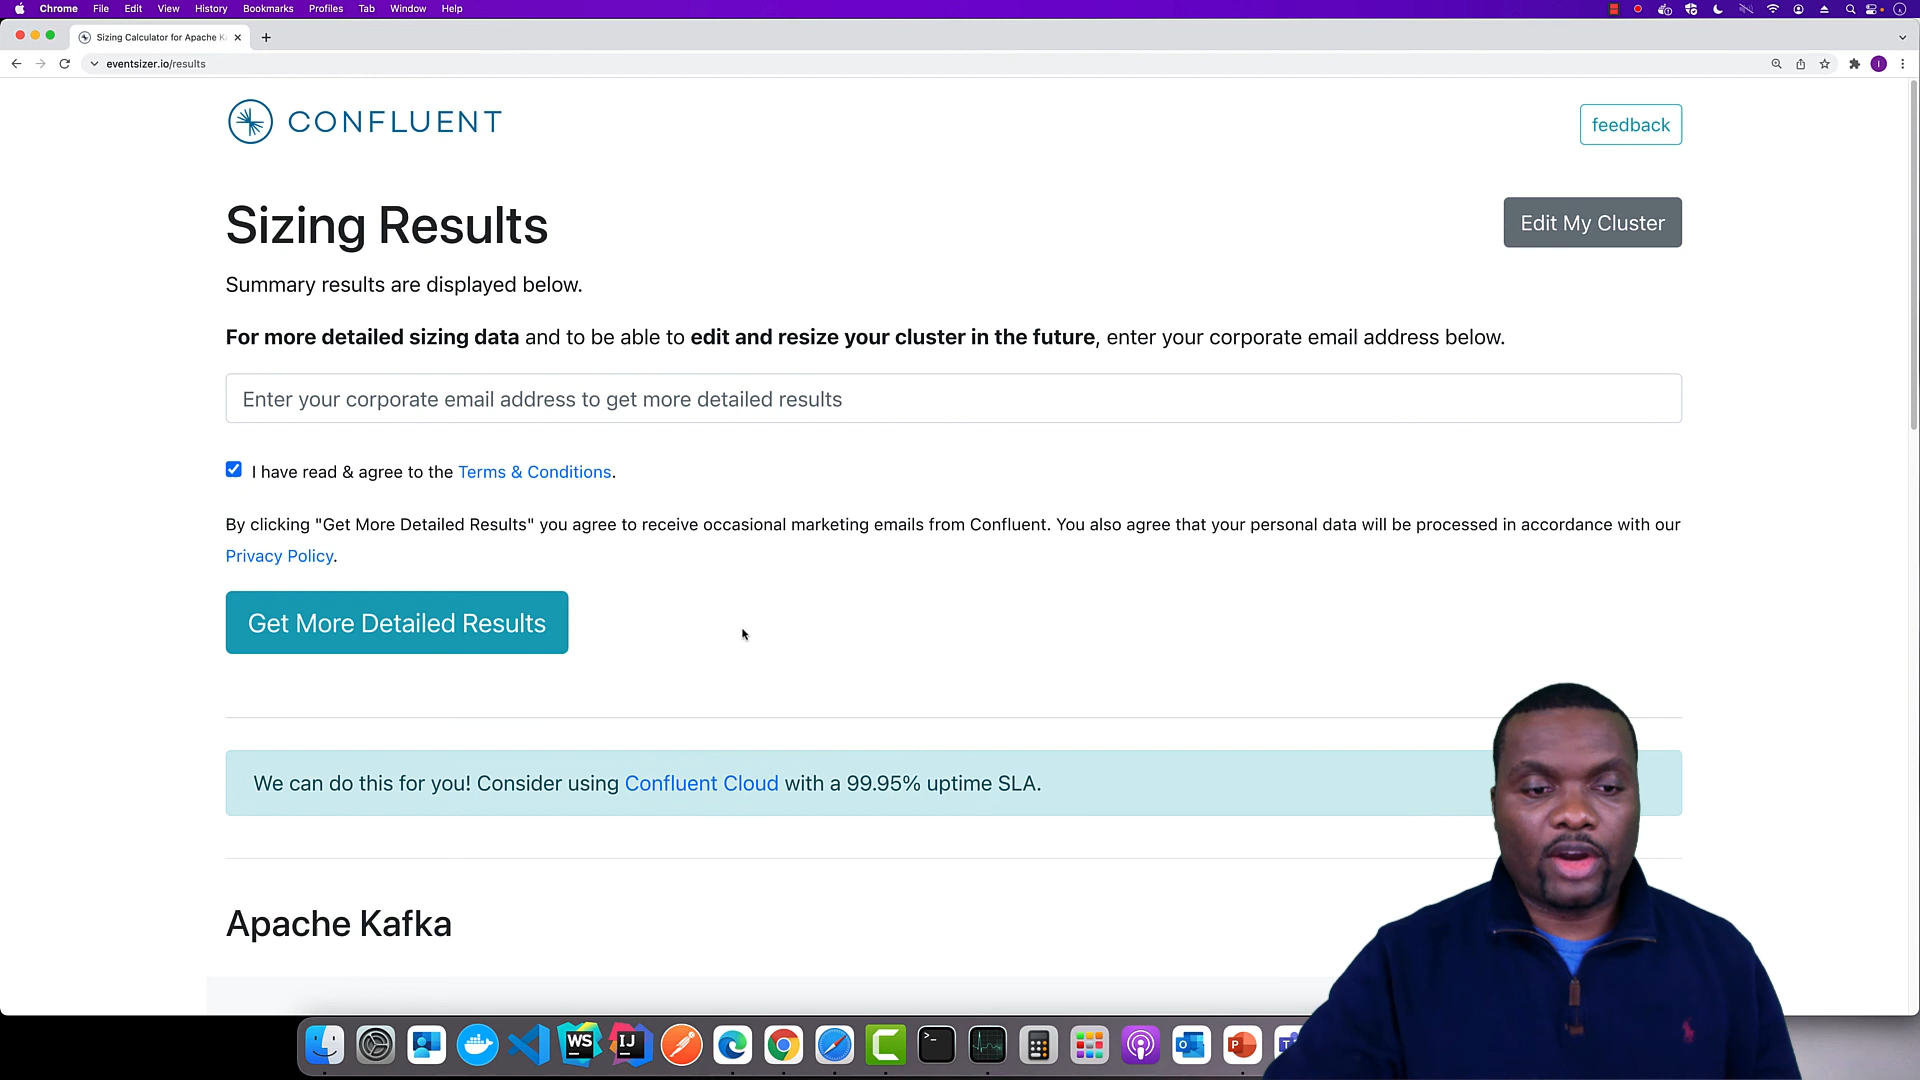 Chrome File Edit View History Bookmarks Profiles Tab Window Help
Sizing Calculator for Apache K
eventsizer.io/results
I
CONFLUENT
feedback
Sizing Results
Edit My Cluster
Summary results are displayed below.
For more detailed sizing data and to be able to edit and resize your cluster in the future, enter your corporate email address below.
Enter your corporate email address to get more detailed results
I have read & agree to the Terms & Conditions.
By clicking "Get More Detailed Results" you agree to receive occasional marketing emails from Confluent. You also agree that your personal data will be processed in accordance with our
Privacy Policy.
Get More Detailed Results
We can do this for you! Consider using Confluent Cloud with a 99.95% uptime SLA.
Apache Kafka
WS IJ